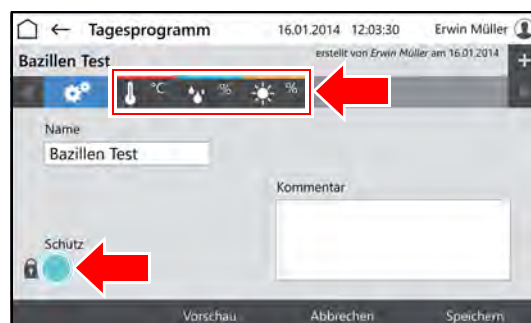 Tagesprogramm 16.01.2014 12:03:30 Erwin Müller
Bazillen Test erstellt von Erwin Müller am 16.01.2014
°C % %
Name
Bazillen Test
Kommentar
Schutz
Vorschau Abbrechen Speichern